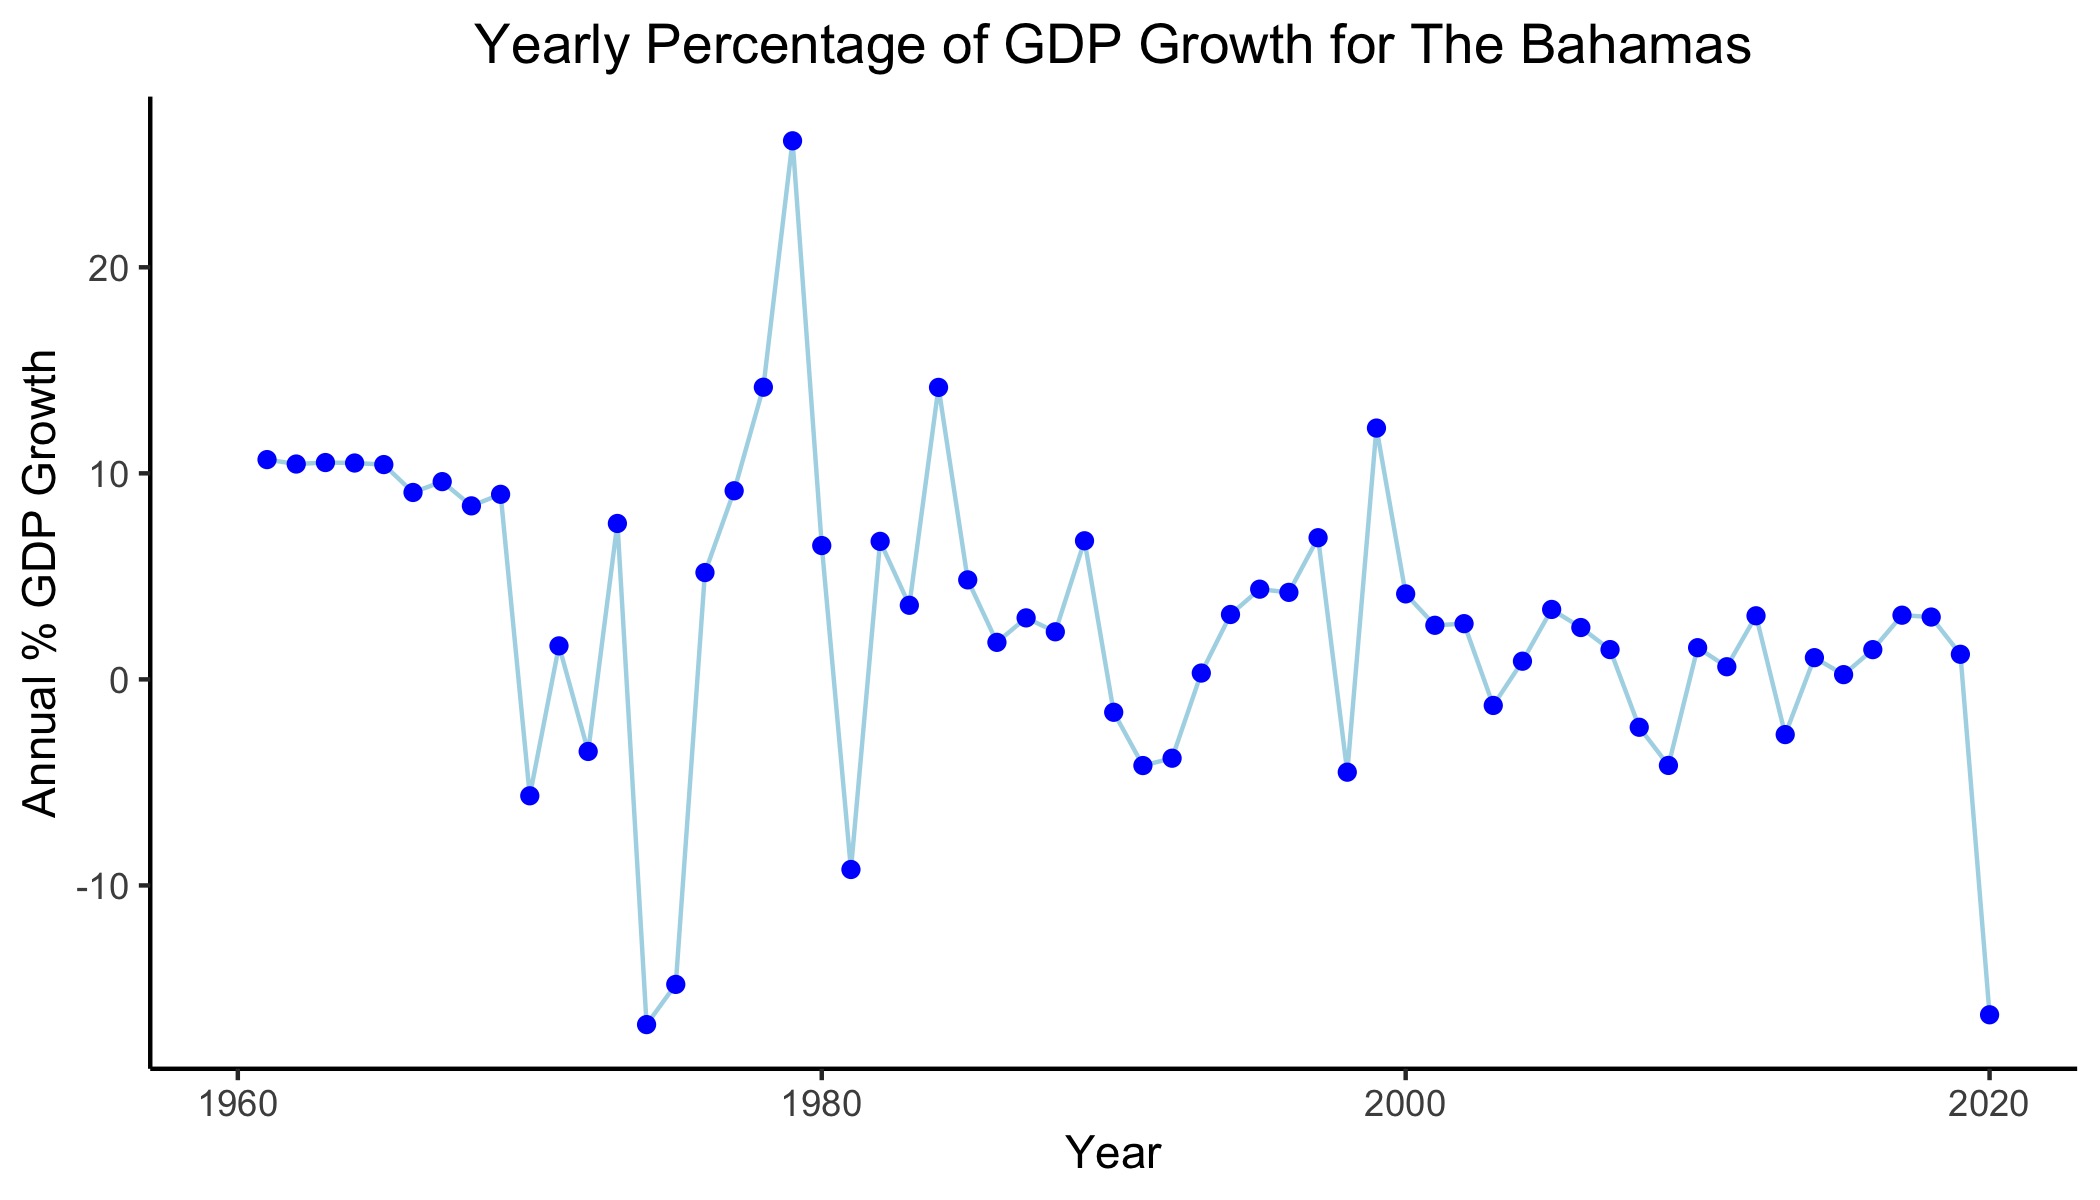 Yearly Percentage of GDP Growth for The Bahamas
Annual % GDP Growth
20
10
0
-10
1960 1980 2000 2020
Year